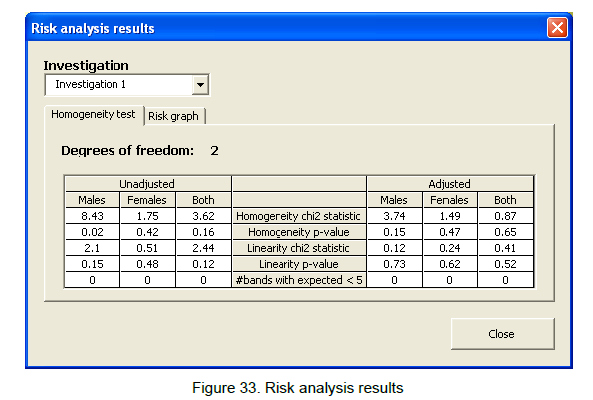 Risk analysis results
Investigation
Investigation 1
Homogeneity test Risk graph
Degrees of freedom: 2
Unadjusted Adjusted
Males Females Both Males Females Both
8.43 1.75 3.62 Homogereity chi2 statistic 3.74 1.49 0.87
0.02 0.42 0.16 Homogeneity p-value 0.15 0.47 0.65
2.1 0.51 2.44 Linearity chi2 statistic 0.12 0.24 0.41
0.15 0.48 0.12 Linearity p-value 0.73 0.62 0.52
0 0 0 #bands with expected < 5 0 0 0
Close
Figure 33. Risk analysis results